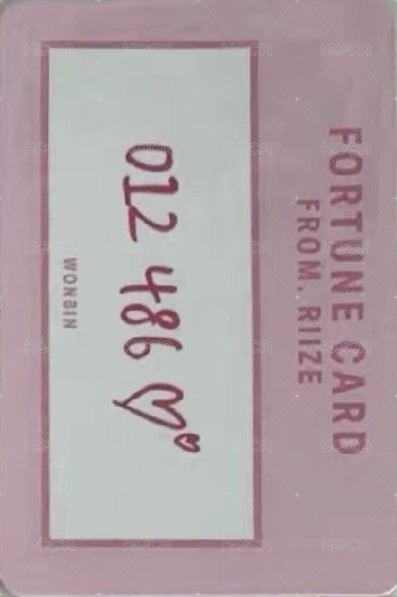 FORTUNE CARD
FROM. RIIZE
012 486 ♡♡
WONBIN